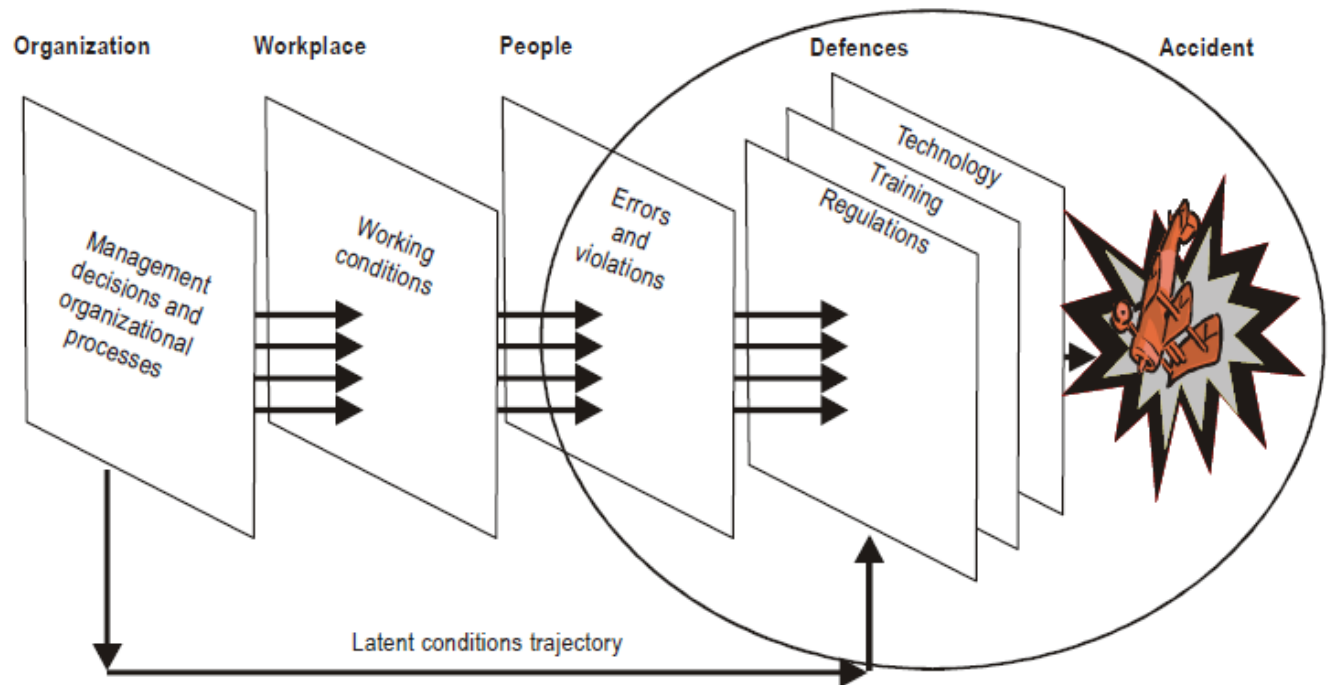 Organization
Workplace
People
Defences
Accident
Management
decisions and
organizational
processes
Working
conditions
Errors
and
violations
Technology
Training
Regulations
Latent conditions trajectory